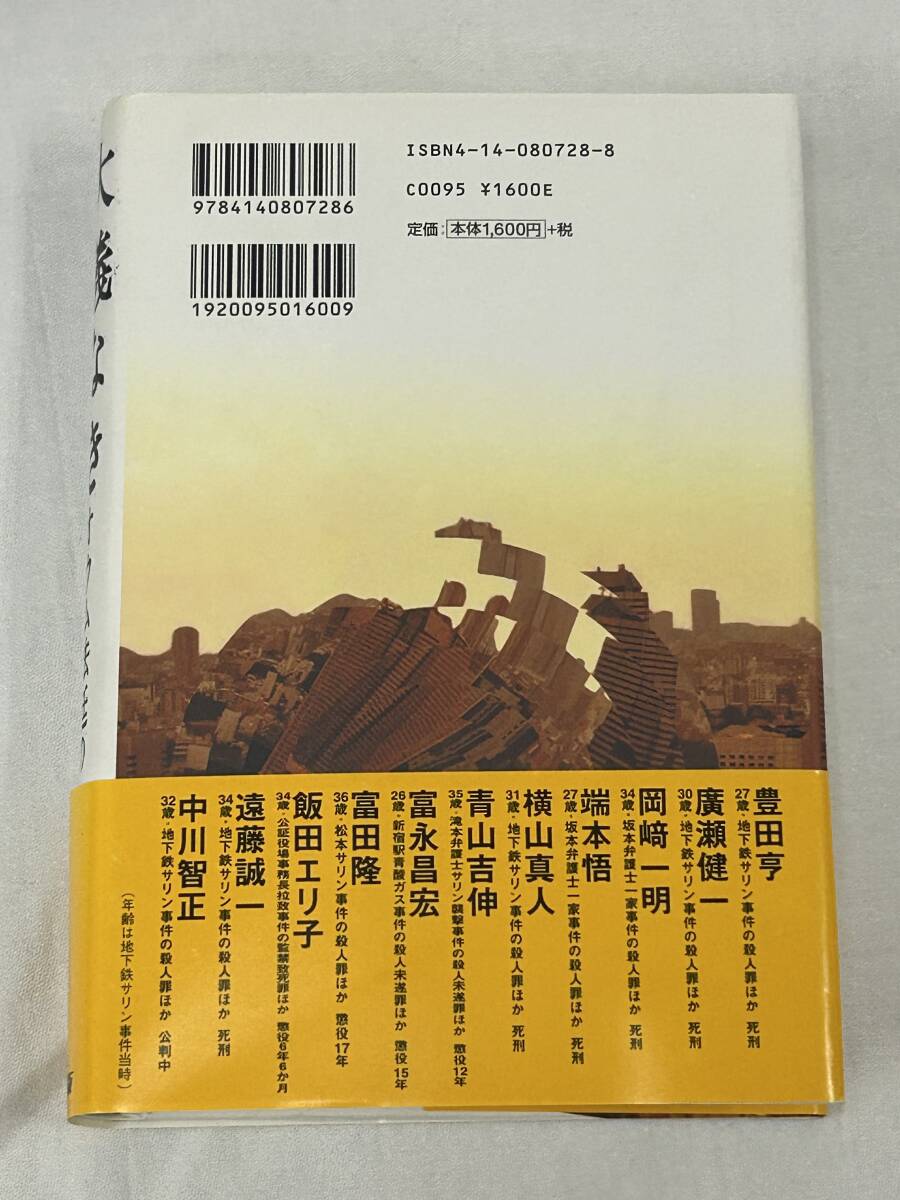 ISBN4-14-080728-8
C0095 ¥1600E
定価:本体1,600円+税
9784140807286
1920095016009
豊田亨
27歳・地下鉄サリン事件の殺人罪ほか 死刑
廣瀬健一
30歳・地下鉄サリン事件の殺人罪ほか 死刑
岡﨑一明
34歳・坂本弁護士一家事件の殺人罪ほか 死刑
端本悟
27歳・坂本弁護士一家事件の殺人罪ほか 死刑
横山真人
31歳・地下鉄サリン事件の殺人罪ほか 死刑
青山吉伸
35歳・滝本弁護士サリン襲撃事件の殺人未遂罪ほか 懲役12年
富永昌宏
26歳・新宿駅青酸ガス事件の殺人未遂罪ほか 懲役15年
富田隆
36歳・松本サリン事件の殺人罪ほか 懲役17年
飯田エリ子
34歳・公証役場事務長拉致事件の監禁致死罪ほか 懲役6年6か月
遠藤誠一
34歳・地下鉄サリン事件の殺人罪ほか 死刑
中川智正
32歳・地下鉄サリン事件の殺人罪ほか 公判中
（年齢は地下鉄サリン事件当時）